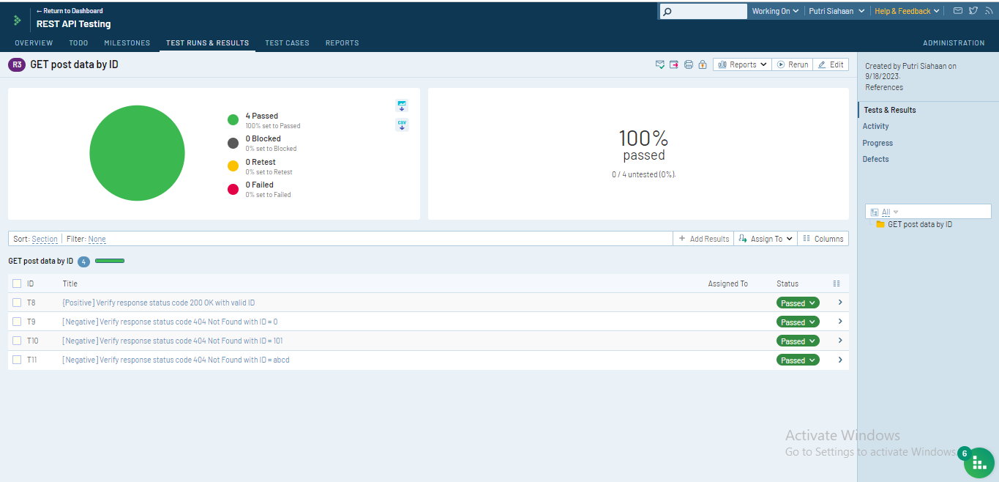 ← Return to Dashboard
REST API Testing
Working On
Putri Siahaan
Help & Feedback
OVERVIEW
TODO
MILESTONES
TEST RUNS & RESULTS
TEST CASES
REPORTS
ADMINISTRATION
R3 GET post data by ID
Reports
Rerun
Edit
4 Passed
100% set to Passed
0 Blocked
0% set to Blocked
0 Retest
0% set to Retest
0 Failed
0% set to Failed
CSV
100%
passed
0 / 4 untested (0%).
Created by Putri Siahaan on
9/18/2023.
References
Tests & Results
Activity
Progress
Defects
All
GET post data by ID
Sort: Section
Filter: None
+ Add Results
Assign To
Columns
GET post data by ID 4
ID Title Assigned To Status
T8 {Positive] Verify response status code 200 OK with valid ID Passed
T9 [Negative] Verify response status code 404 Not Found with ID = 0 Passed
T10 [Negative] Verify response status code 404 Not Found with ID = 101 Passed
T11 [Negative] Verify response status code 404 Not Found with ID = abcd Passed
Activate Windows
Go to Settings to activate Windows.
6